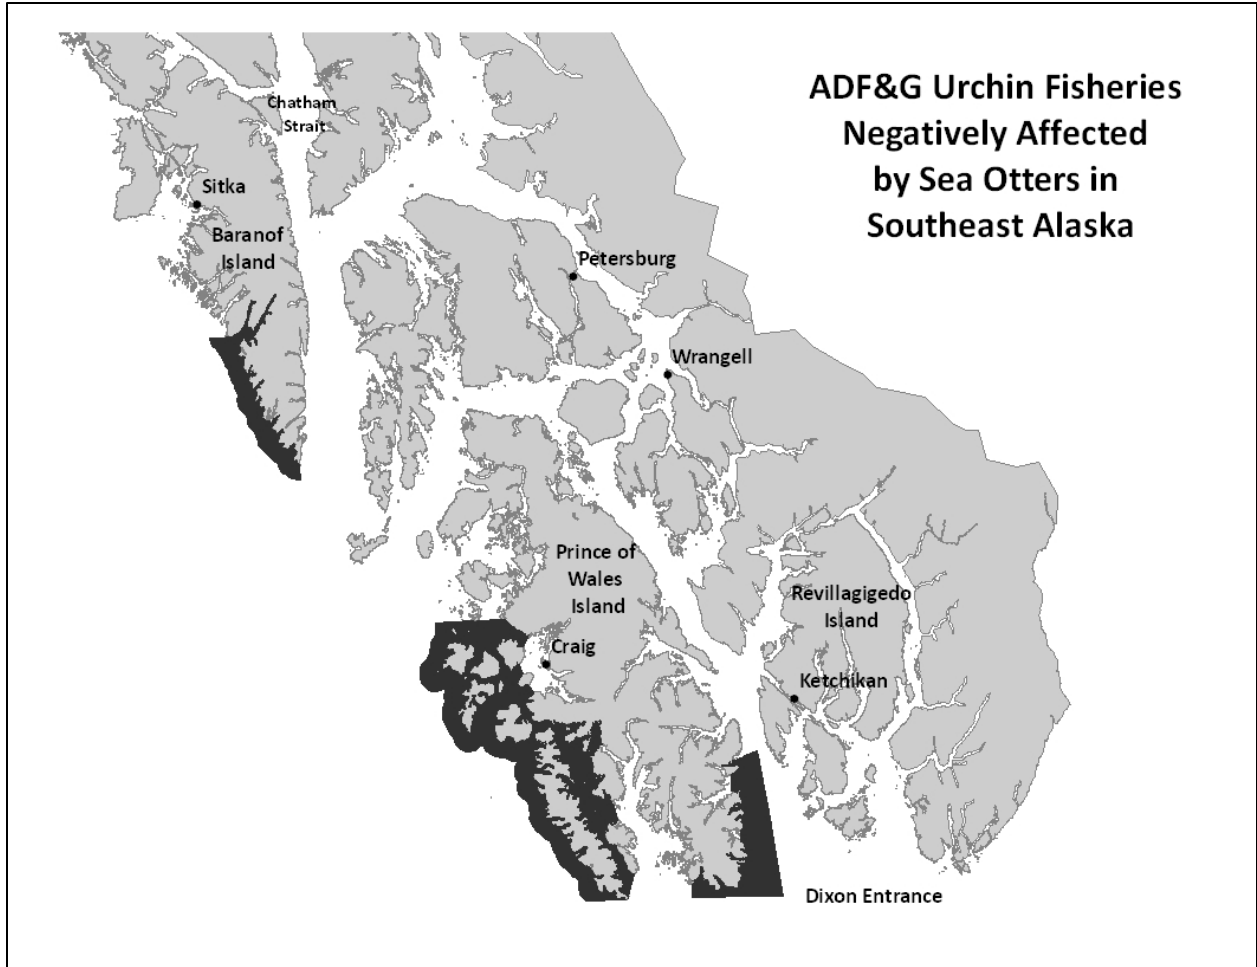 ADF&G Urchin Fisheries
Negatively Affected
by Sea Otters in
Southeast Alaska
Chatham
Strait
Sitka
Baranof
Island
Petersburg
Wrangell
Prince of
Wales
Island
Revillagigedo
Island
Craig
Ketchikan
Dixon Entrance